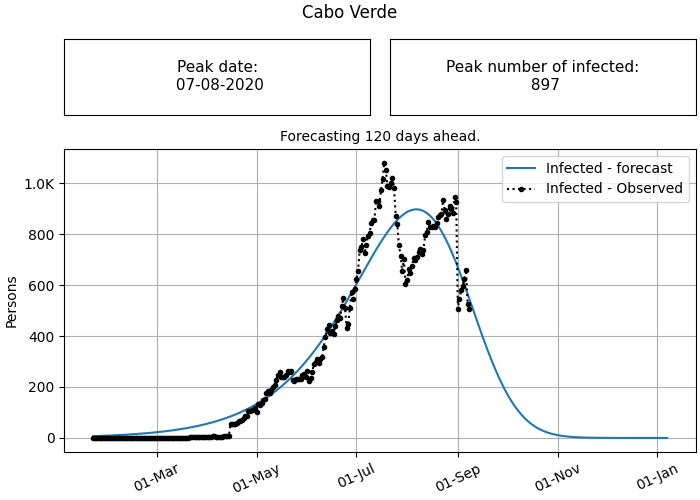 Cabo Verde
Peak date:
07-08-2020
Peak number of infected:
897
Forecasting 120 days ahead.
Infected - forecast
Infected - Observed
Persons
1.0K
800
600
400
200
0
01-Mar
01-May
01-Jul
01-Sep
01-Nov
01-Jan